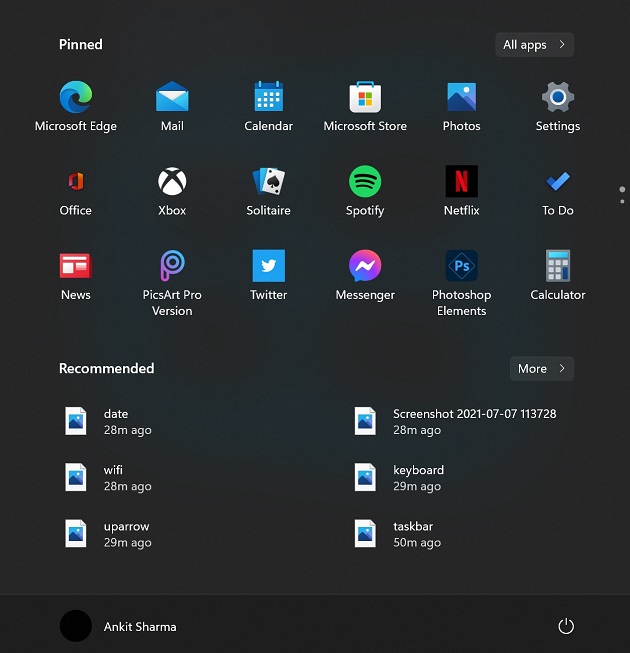 Pinned
All apps
Microsoft Edge
Mail
Calendar
Microsoft Store
Photos
Settings
Office
Xbox
Solitaire
Spotify
Netflix
To Do
News
PicsArt Pro
Version
Twitter
Messenger
Ps
Photoshop
Elements
Calculator
Recommended
More
date
28m ago
Screenshot 2021-07-07 113728
28m ago
wifi
28m ago
keyboard
29m ago
uparrow
29m ago
taskbar
50m ago
Ankit Sharma